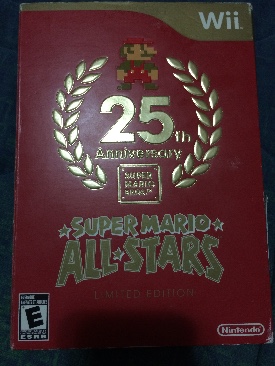 Wii
25th
Anniversary
SUPER
MARIO
BROS.
SUPER MARIO
ALL★STARS
LIMITED EDITION
E
ESRB
Nintendo